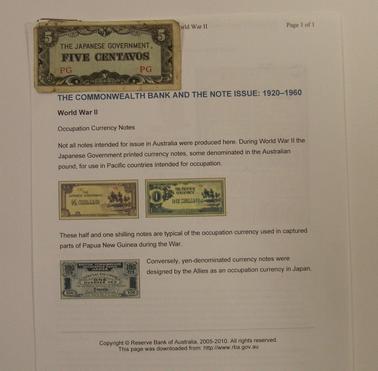 orld War II
Page 1 of 1
5 5
THE JAPANESE GOVERNMENT,
FIVE CENTAVOS
PG PG
THE COMMONWEALTH BANK AND THE NOTE ISSUE: 1920–1960
World War II
Occupation Currency Notes
Not all notes intended for issue in Australia were produced here. During World War II the
Japanese Government printed currency notes, some denominated in the Australian
pound, for use in Pacific countries intended for occupation.
These half and one shilling notes are typical of the occupation currency used in captured
parts of Papua New Guinea during the War.
Conversely, yen-denominated currency notes were
designed by the Allies as an occupation currency in Japan.
Copyright © Reserve Bank of Australia, 2005-2010. All rights reserved.
This page was downloaded from: http://www.rba.gov.au